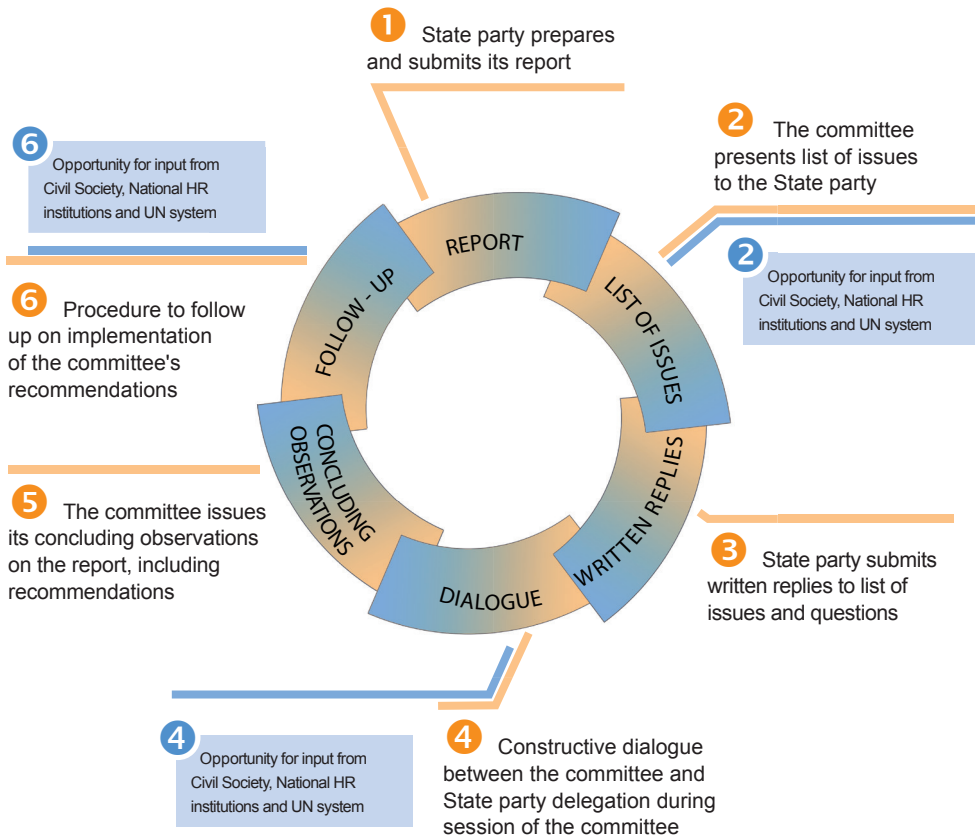 1 State party prepares
and submits its report
2 The committee
presents list of issues
to the State party
2
Opportunity for input from
Civil Society, National HR
institutions and UN system
3 State party submits
written replies to list of
issues and questions
4 Constructive dialogue
between the committee and
State party delegation during
session of the committee
4
Opportunity for input from
Civil Society, National HR
institutions and UN system
5 The committee issues
its concluding observations
on the report, including
recommendations
6 Procedure to follow
up on implementation
of the committee's
recommendations
6
Opportunity for input from
Civil Society, National HR
institutions and UN system
REPORT
LIST OF ISSUES
WRITTEN REPLIES
DIALOGUE
CONCLUDING
OBSERVATIONS
FOLLOW - UP